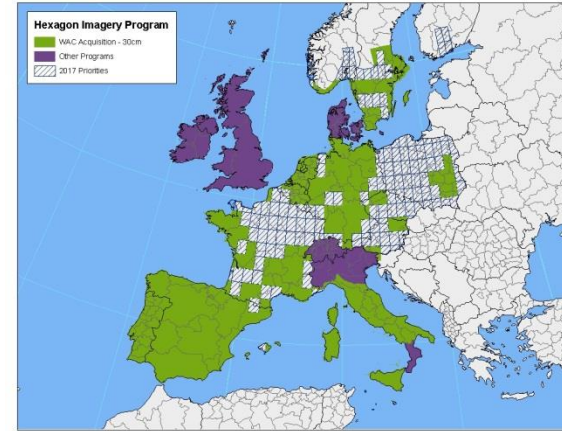 Hexagon Imagery Program
WAC Acquisition - 30cm
Other Programs
2017 Priorities